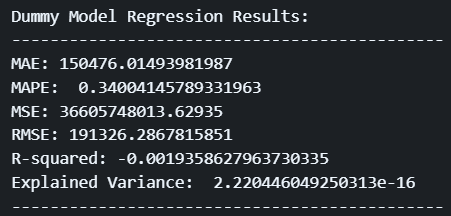 Dummy Model Regression Results:
--------------------------------------------
MAE: 150476.01493981987
MAPE:  0.34004145789331963
MSE: 36605748013.62935
RMSE: 191326.2867815851
R-squared: -0.0019358627963730335
Explained Variance:  2.220446049250313e-16
--------------------------------------------